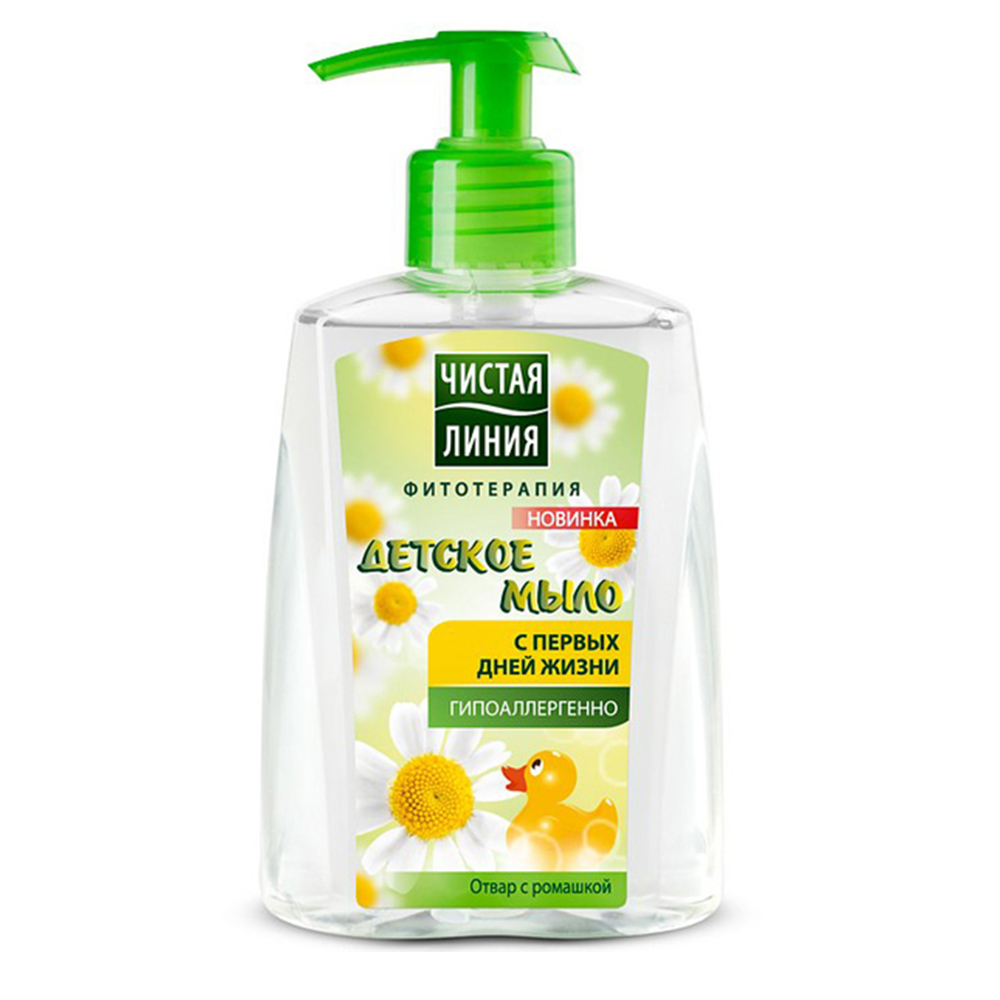 ЧИСТАЯ
ЛИНИЯ
ФИТОТЕРАПИЯ
НОВИНКА
ДЕТСКОЕ
МЫЛО
С ПЕРВЫХ
ДНЕЙ ЖИЗНИ
ГИПОАЛЛЕРГЕННО
Отвар с ромашкой